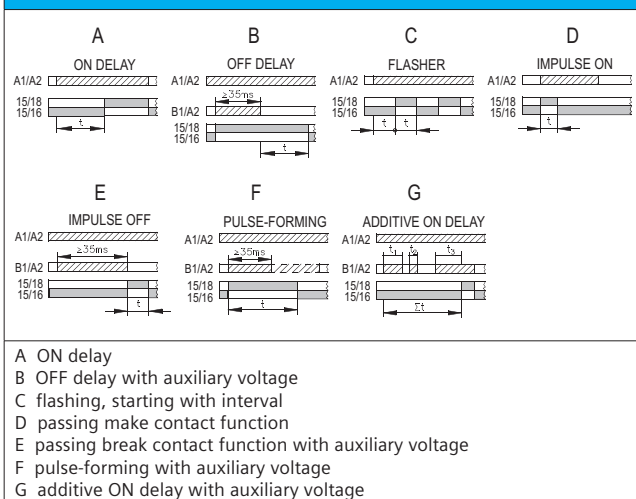 A B C D
ON DELAY OFF DELAY FLASHER IMPULSE ON
A1/A2 A1/A2 A1/A2 A1/A2
≥35ms
15/18 B1/A2 15/18 15/18
15/16 15/16 15/16
t t t t
15/18
15/16
t
E F G
IMPULSE OFF PULSE-FORMING ADDITIVE ON DELAY
A1/A2 A1/A2 A1/A2
≥35ms ≥35ms t₁ t₂ t₃
B1/A2 B1/A2 B1/A2
15/18 15/18 15/18
15/16 15/16 15/16
t t Σt
A ON delay
B OFF delay with auxiliary voltage
C flashing, starting with interval
D passing make contact function
E passing break contact function with auxiliary voltage
F pulse-forming with auxiliary voltage
G additive ON delay with auxiliary voltage